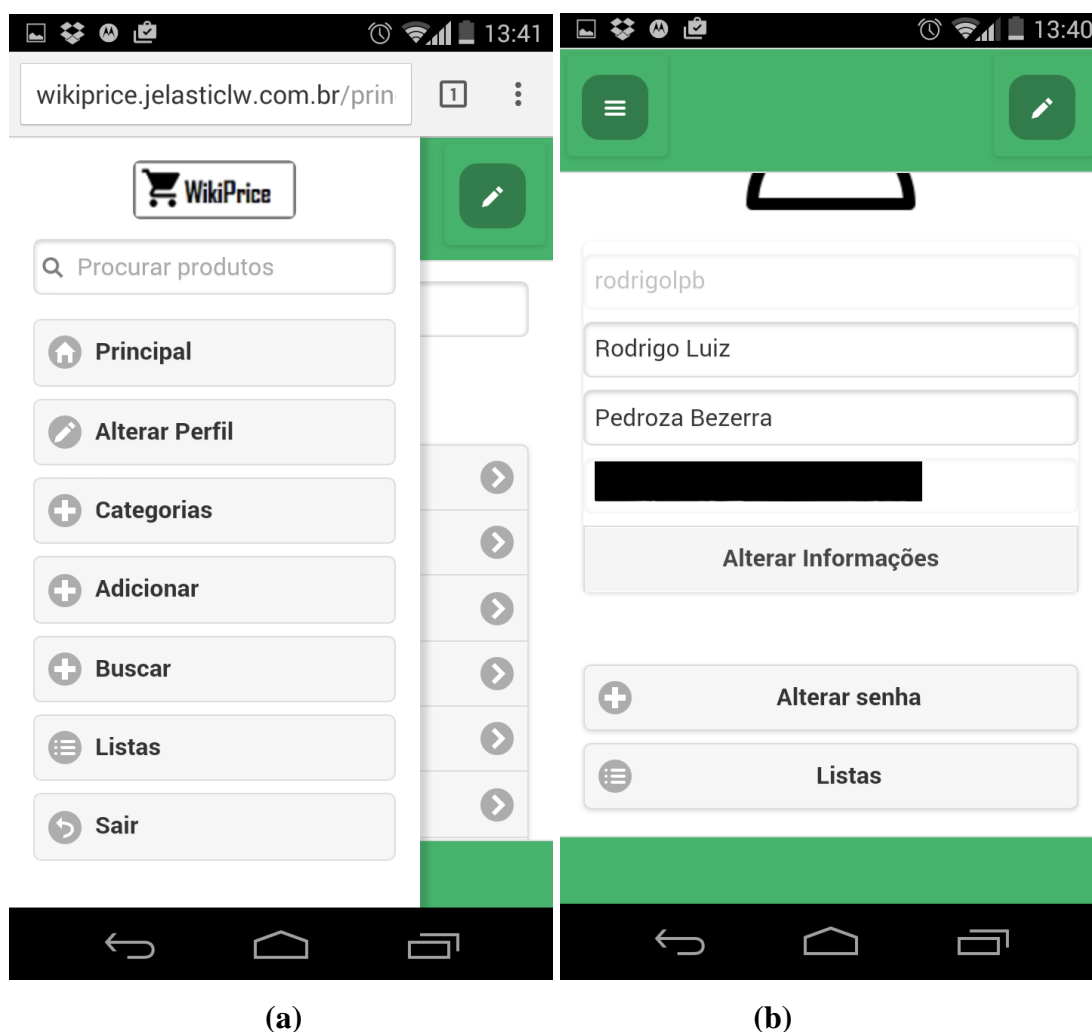 13:41
wikiprice.jelasticlw.com.br/prin
1
WikiPrice
Procurar produtos
Principal
Alterar Perfil
Categorias
Adicionar
Buscar
Listas
Sair
(a)
13:40
rodrigolpb
Rodrigo Luiz
Pedroza Bezerra
Alterar Informações
Alterar senha
Listas
(b)